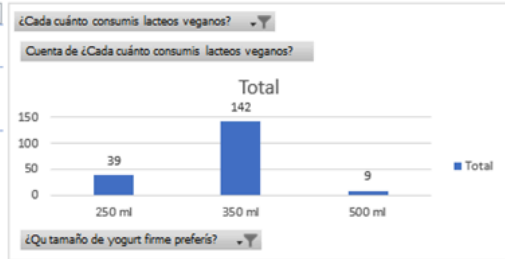 ¿Cada cuánto consumis lacteos veganos?
Cuenta de ¿Cada cuánto consumis lacteos veganos?
Total
150
100
50
0
39
142
9
250 ml
350 ml
500 ml
Total
¿Qu tamaño de yogurt firme preferís?